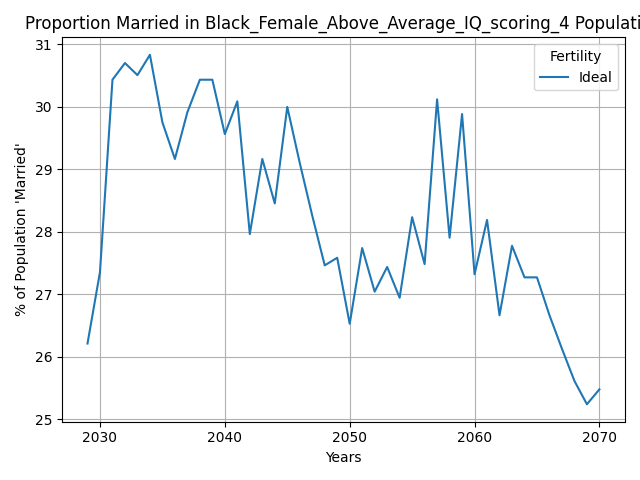 Proportion Married in Black_Female_Above_Average_IQ_scoring_4 Populati
31
30
29
28
27
26
25
% of Population 'Married'
Fertility
Ideal
2030 2040 2050 2060 2070
Years